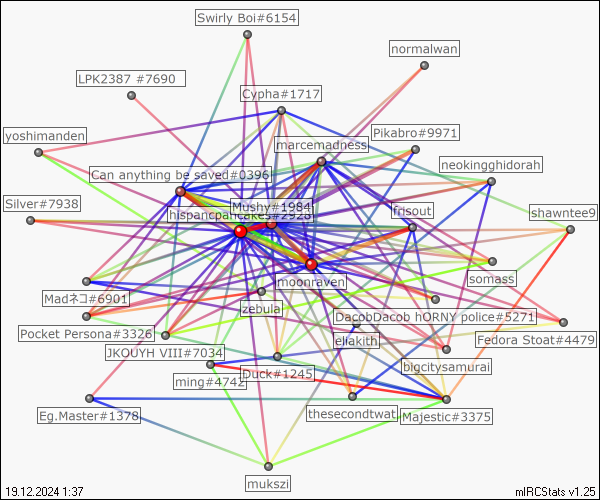 Swirly Boi#6154
normalwan
LPK2387 #7690
Cypha#1717
yoshimanden
Pikabro#9971
marcemadness
neokingghidorah
Can anything be saved#0396
Silver#7938
Mushy#1984
hispancpancakes#2928
frisout
shawntee9
somass
moonraven
Madネコ#6901
zebula
DacobDacob hORNY police#5271
Pocket Persona#3326
eliakith
Fedora Stoat#4479
JKOUYH VIII#7034
bigcitysamurai
ming#4742
Duck#1245
Eg.Master#1378
thesecondtwat
Majestic#3375
mukszi
19.12.2024 1:37
mIRCStats v1.25